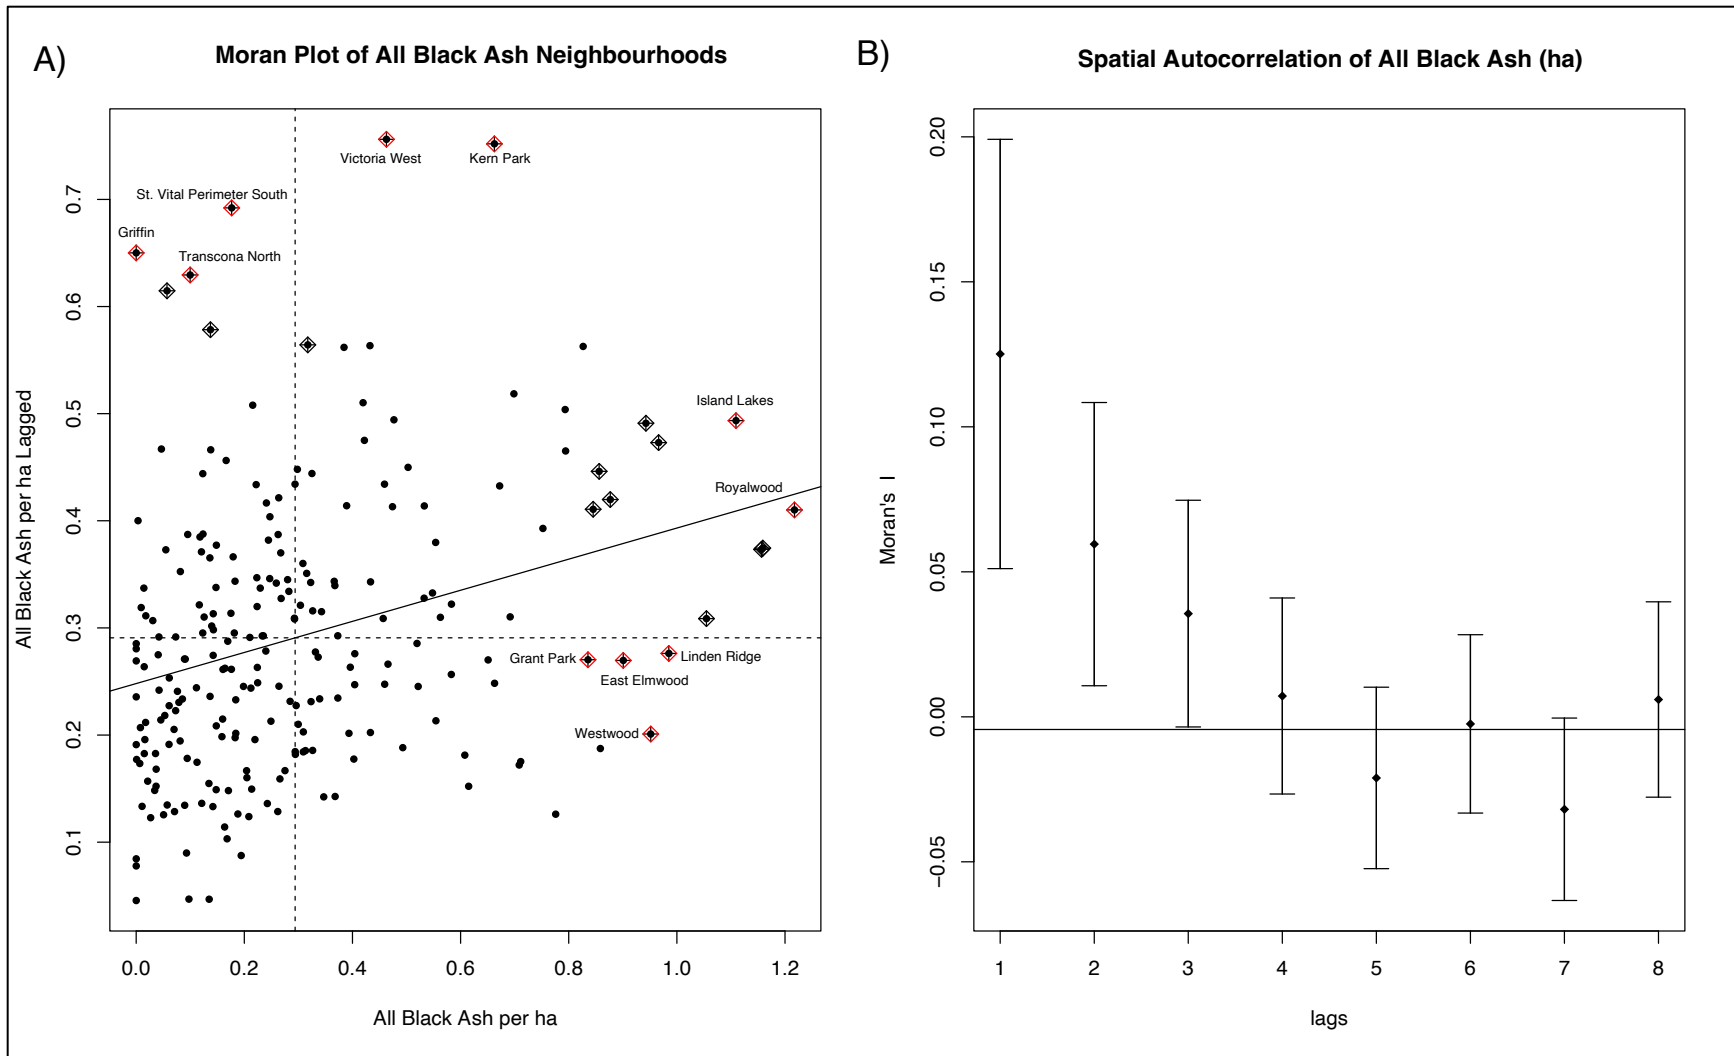 A)
Moran Plot of All Black Ash Neighbourhoods
All Black Ash per ha Lagged
0.7
0.6
0.5
0.4
0.3
0.2
0.1
Victoria West
Kern Park
St. Vital Perimeter South
Griffin
Transcona North
Island Lakes
Royalwood
Grant Park
Linden Ridge
East Elmwood
Westwood
0.0 0.2 0.4 0.6 0.8 1.0 1.2
All Black Ash per ha
B)
Spatial Autocorrelation of All Black Ash (ha)
Moran's I
0.20
0.15
0.10
0.05
0.00
−0.05
1 2 3 4 5 6 7 8
lags